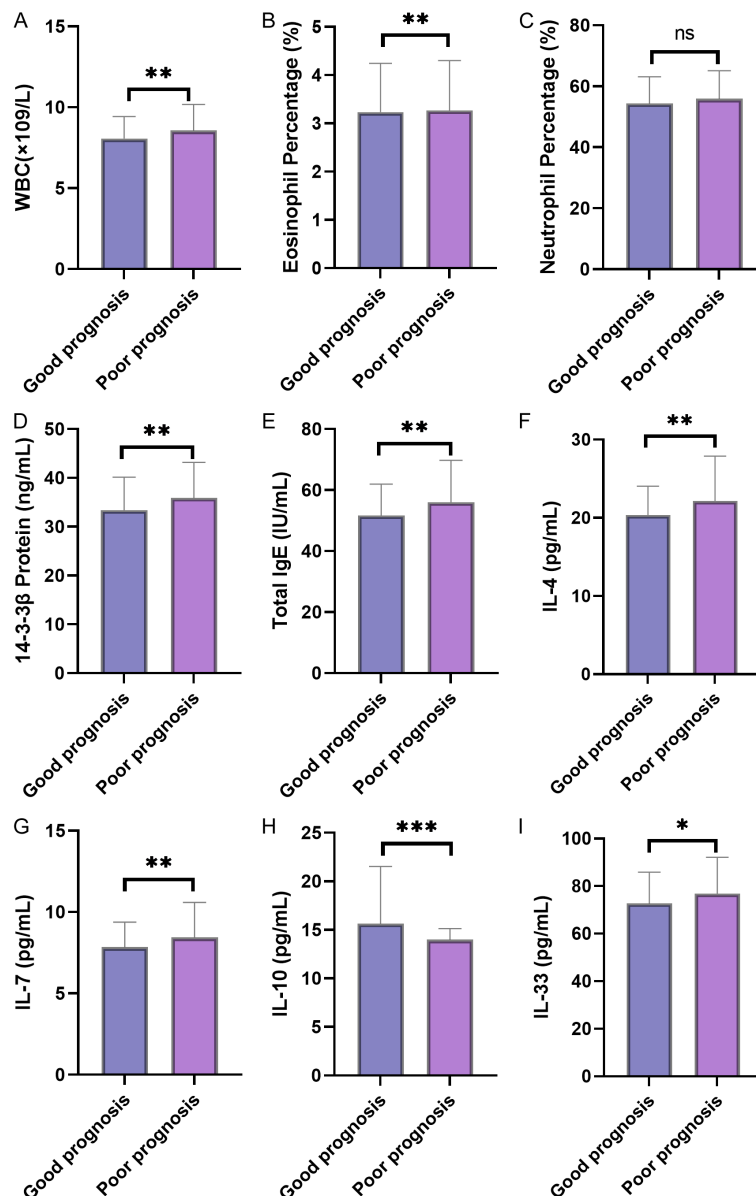 A
WBC(×109/L)
15
10
5
0
**
Good prognosis
Poor prognosis
B
Eosinophil Percentage (%)
5
4
3
2
1
0
**
Good prognosis
Poor prognosis
C
Neutrophil Percentage (%)
80
60
40
20
0
ns
Good prognosis
Poor prognosis
D
14-3-3β Protein (ng/mL)
50
40
30
20
10
0
**
Good prognosis
Poor prognosis
E
Total IgE (IU/mL)
80
60
40
20
0
**
Good prognosis
Poor prognosis
F
IL-4 (pg/mL)
30
20
10
0
**
Good prognosis
Poor prognosis
G
IL-7 (pg/mL)
15
10
5
0
**
Good prognosis
Poor prognosis
H
IL-10 (pg/mL)
25
20
15
10
5
0
***
Good prognosis
Poor prognosis
I
IL-33 (pg/mL)
100
80
60
40
20
0
*
Good prognosis
Poor prognosis